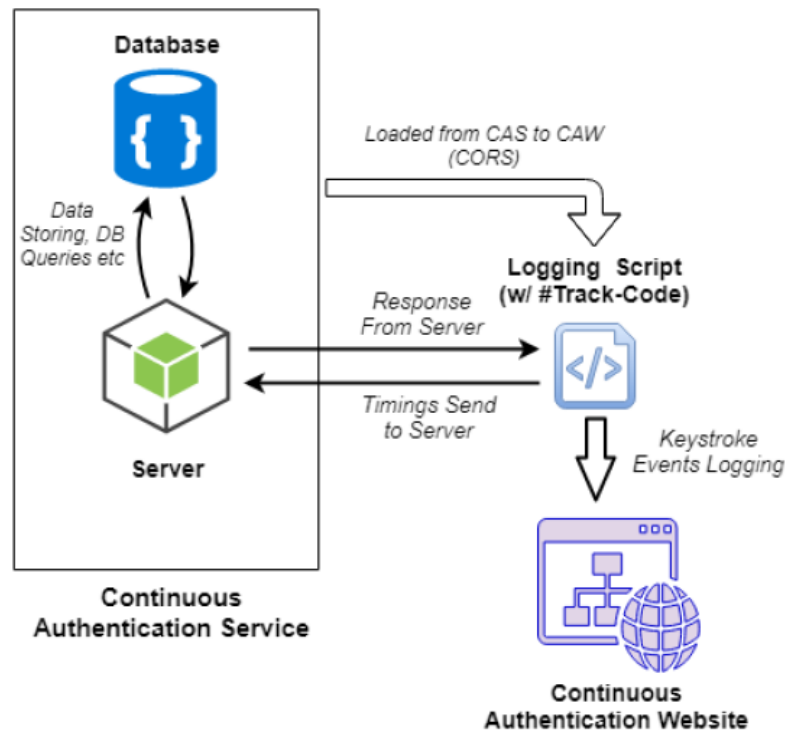 Database
Loaded from CAS to CAW
(CORS)
Data
Storing, DB
Queries etc
Logging Script
(w/ #Track-Code)
Response
From Server
Timings Send
to Server
Server
Keystroke
Events Logging
Continuous
Authentication Service
Continuous
Authentication Website